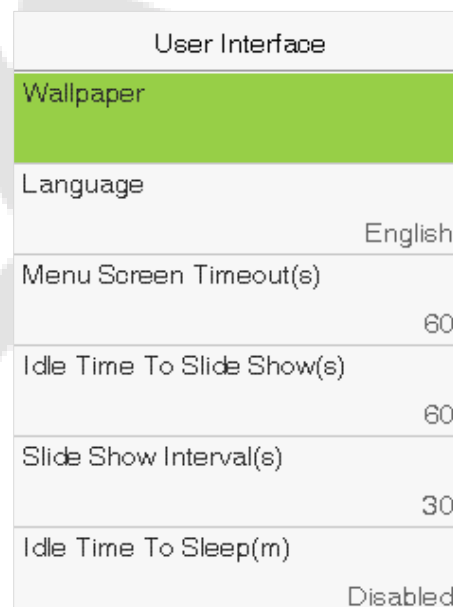 User Interface
Wallpaper
Language
English
Menu Screen Timeout(s)
60
Idle Time To Slide Show(s)
60
Slide Show Interval(s)
30
Idle Time To Sleep(m)
Disabled